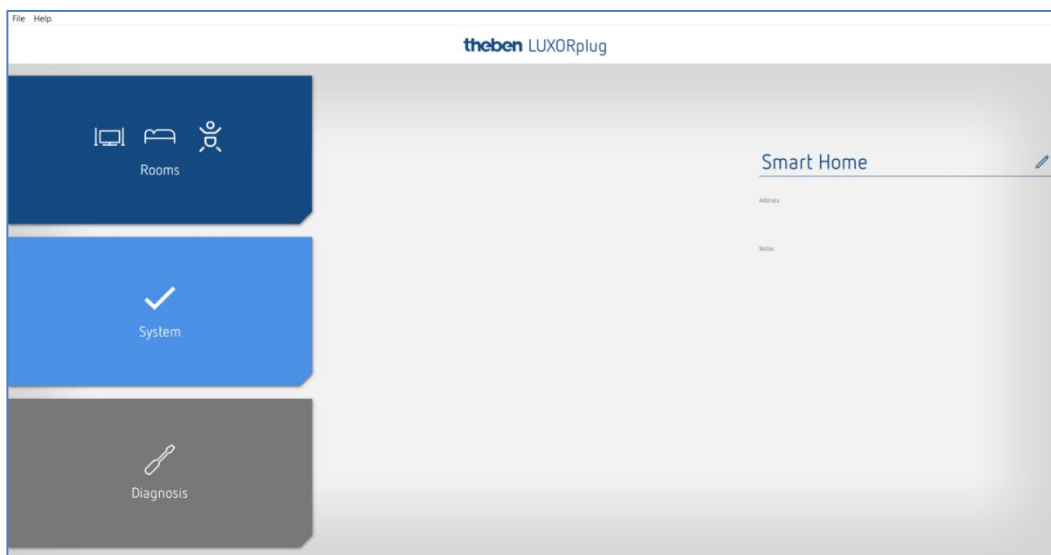 File Help
theben LUXORplug
Rooms
Smart Home
Address
Notes
System
Diagnosis